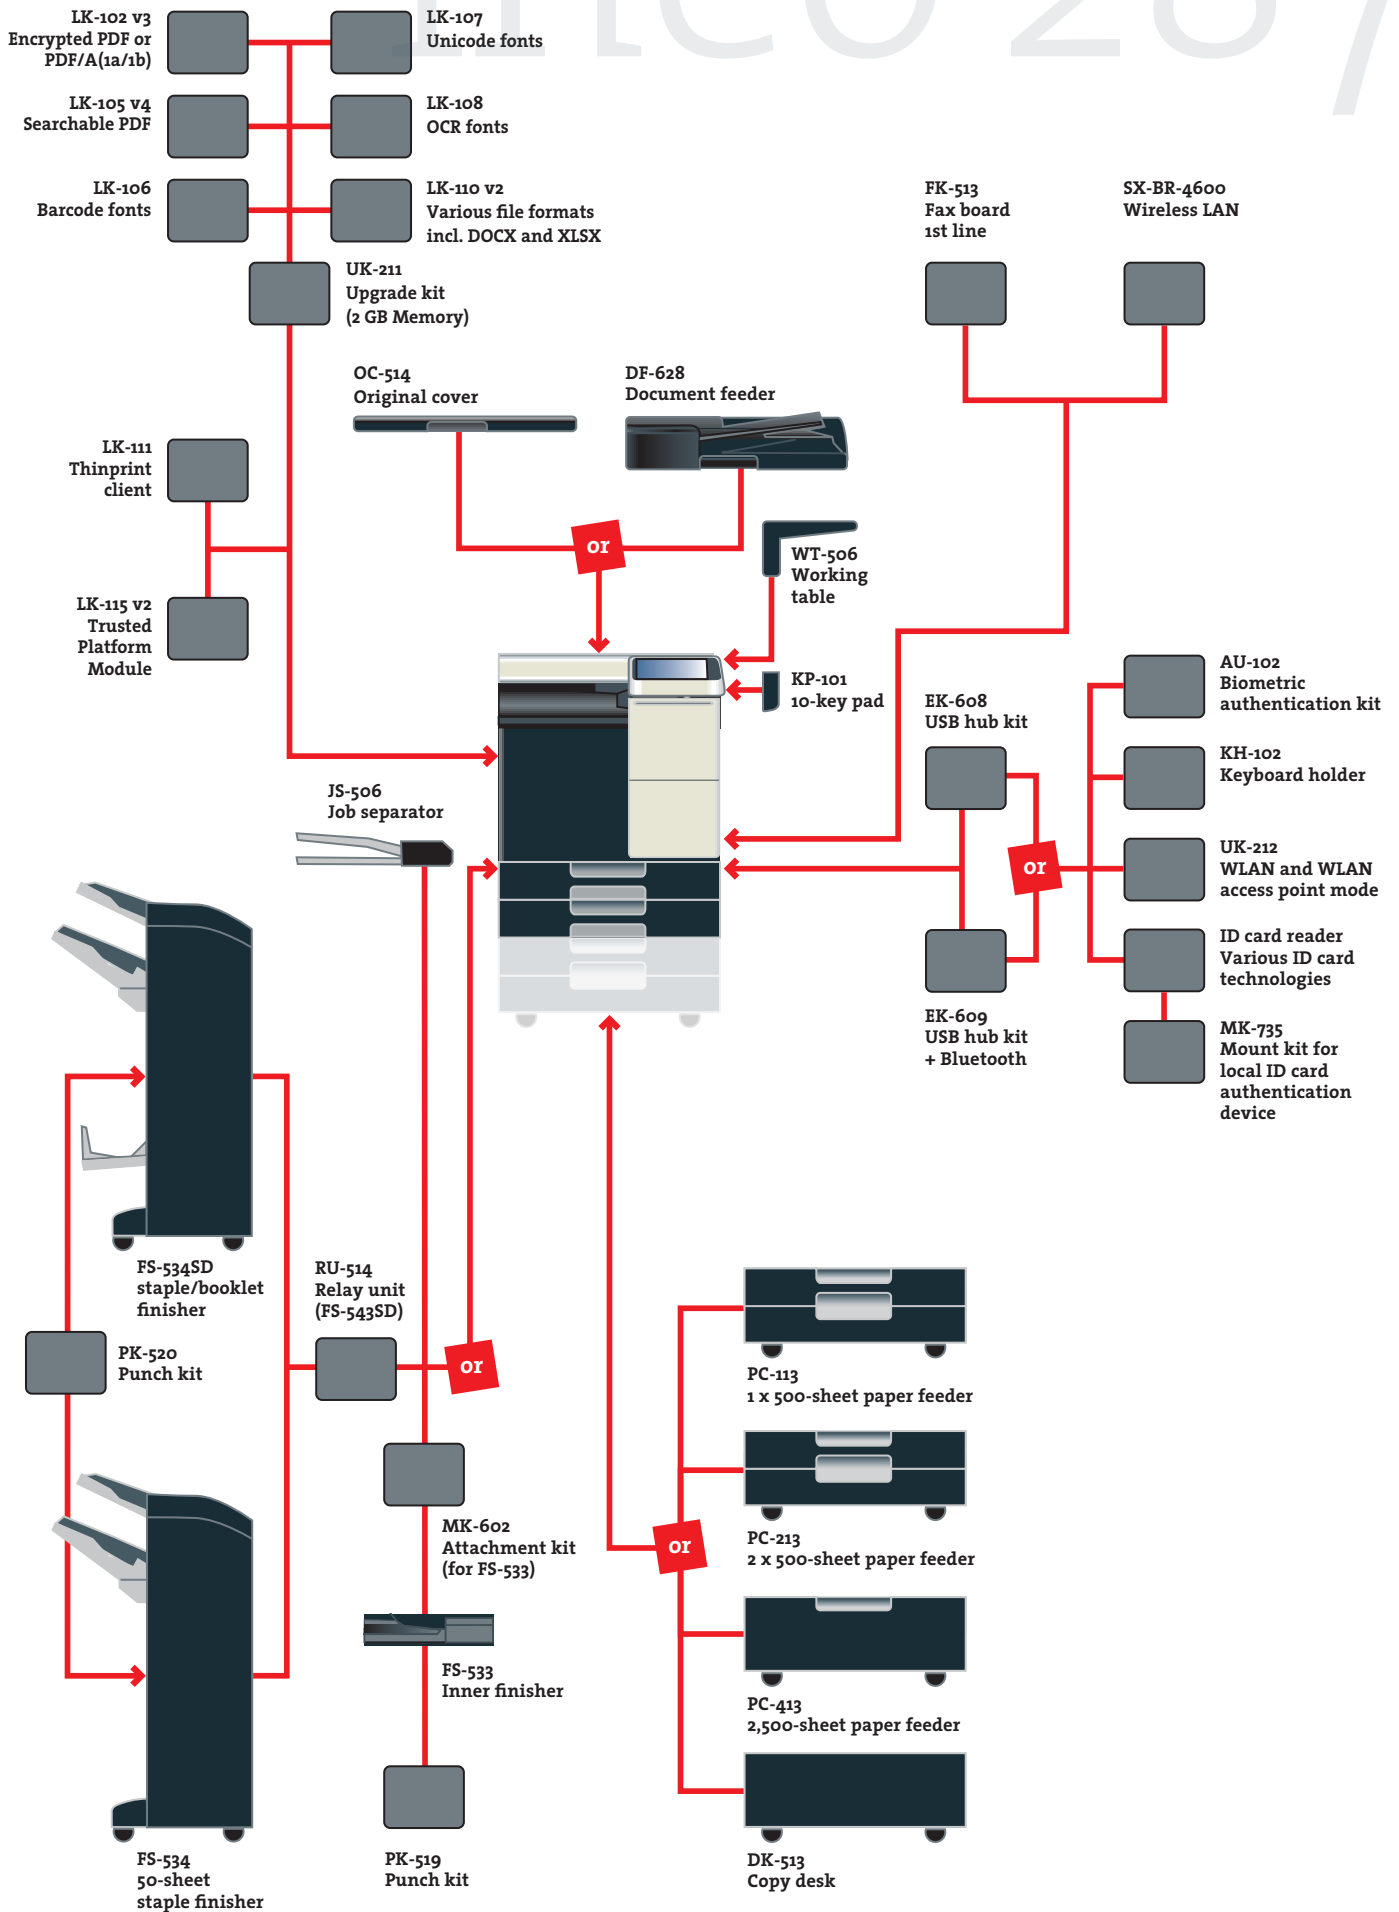 ineo 287
LK-102 v3
Encrypted PDF or
PDF/A(1a/1b)
LK-107
Unicode fonts
LK-105 v4
Searchable PDF
LK-108
OCR fonts
LK-106
Barcode fonts
LK-110 v2
Various file formats
incl. DOCX and XLSX
FK-513
Fax board
1st line
SX-BR-4600
Wireless LAN
UK-211
Upgrade kit
(2 GB Memory)
OC-514
Original cover
DF-628
Document feeder
LK-111
Thinprint
client
or
WT-506
Working
table
LK-115 v2
Trusted
Platform
Module
KP-101
10-key pad
EK-608
USB hub kit
AU-102
Biometric
authentication kit
KH-102
Keyboard holder
JS-506
Job separator
or
UK-212
WLAN and WLAN
access point mode
ID card reader
Various ID card
technologies
EK-609
USB hub kit
+ Bluetooth
MK-735
Mount kit for
local ID card
authentication
device
FS-534SD
staple/booklet
finisher
RU-514
Relay unit
(FS-543SD)
PK-520
Punch kit
or
PC-113
1 x 500-sheet paper feeder
MK-602
Attachment kit
(for FS-533)
or
PC-213
2 x 500-sheet paper feeder
FS-533
Inner finisher
PC-413
2,500-sheet paper feeder
FS-534
50-sheet
staple finisher
PK-519
Punch kit
DK-513
Copy desk